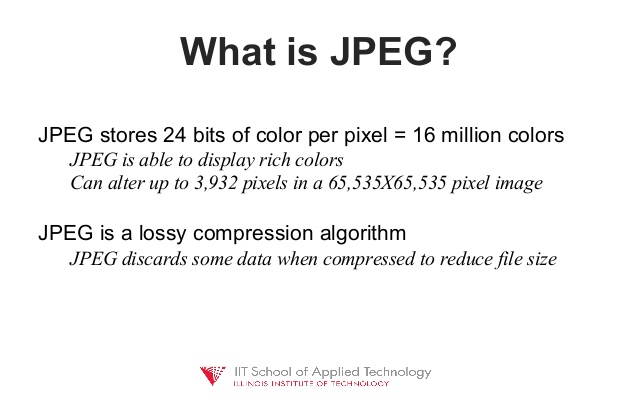 What is JPEG?
JPEG stores 24 bits of color per pixel = 16 million colors
JPEG is able to display rich colors
Can alter up to 3,932 pixels in a 65,535X65,535 pixel image
JPEG is a lossy compression algorithm
JPEG discards some data when compressed to reduce file size
IIT School of Applied Technology
ILLINOIS INSTITUTE OF TECHNOLOGY